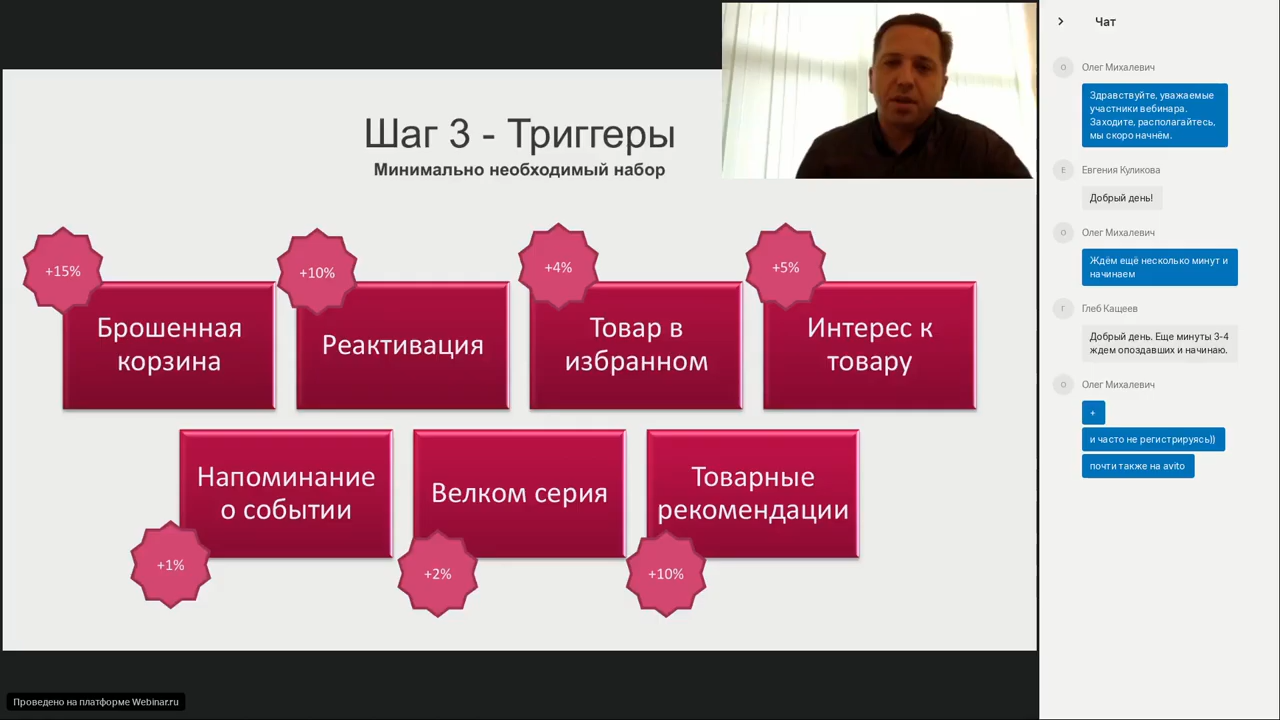 Шаг 3 - Триггеры
Минимально необходимый набор
+15%
Брошенная
корзина
+10%
Реактивация
+4%
Товар в
избранном
+5%
Интерес к
товару
Напоминание
о событии
+1%
Велком серия
+2%
Товарные
рекомендации
+10%
Проведено на платформе Webinar.ru
Чат
О
Олег Михалевич
Здравствуйте, уважаемые
участники вебинара.
Заходите, располагайтесь,
мы скоро начнём.
Е
Евгения Куликова
Добрый день!
О
Олег Михалевич
Ждём ещё несколько минут и
начинаем
Г
Глеб Кащеев
Добрый день. Еще минуты 3-4
ждем опоздавших и начинаю.
О
Олег Михалевич
+
и часто не регистрируясь))
почти также на avito